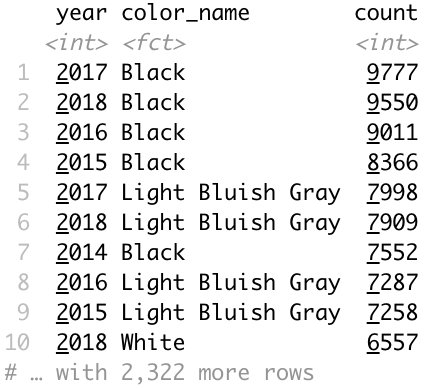 year color_name count
<int> <fct> <int>
1 2017 Black 9777
2 2018 Black 9550
3 2016 Black 9011
4 2015 Black 8366
5 2017 Light Bluish Gray 7998
6 2018 Light Bluish Gray 7909
7 2014 Black 7552
8 2016 Light Bluish Gray 7287
9 2015 Light Bluish Gray 7258
10 2018 White 6557
# … with 2,322 more rows